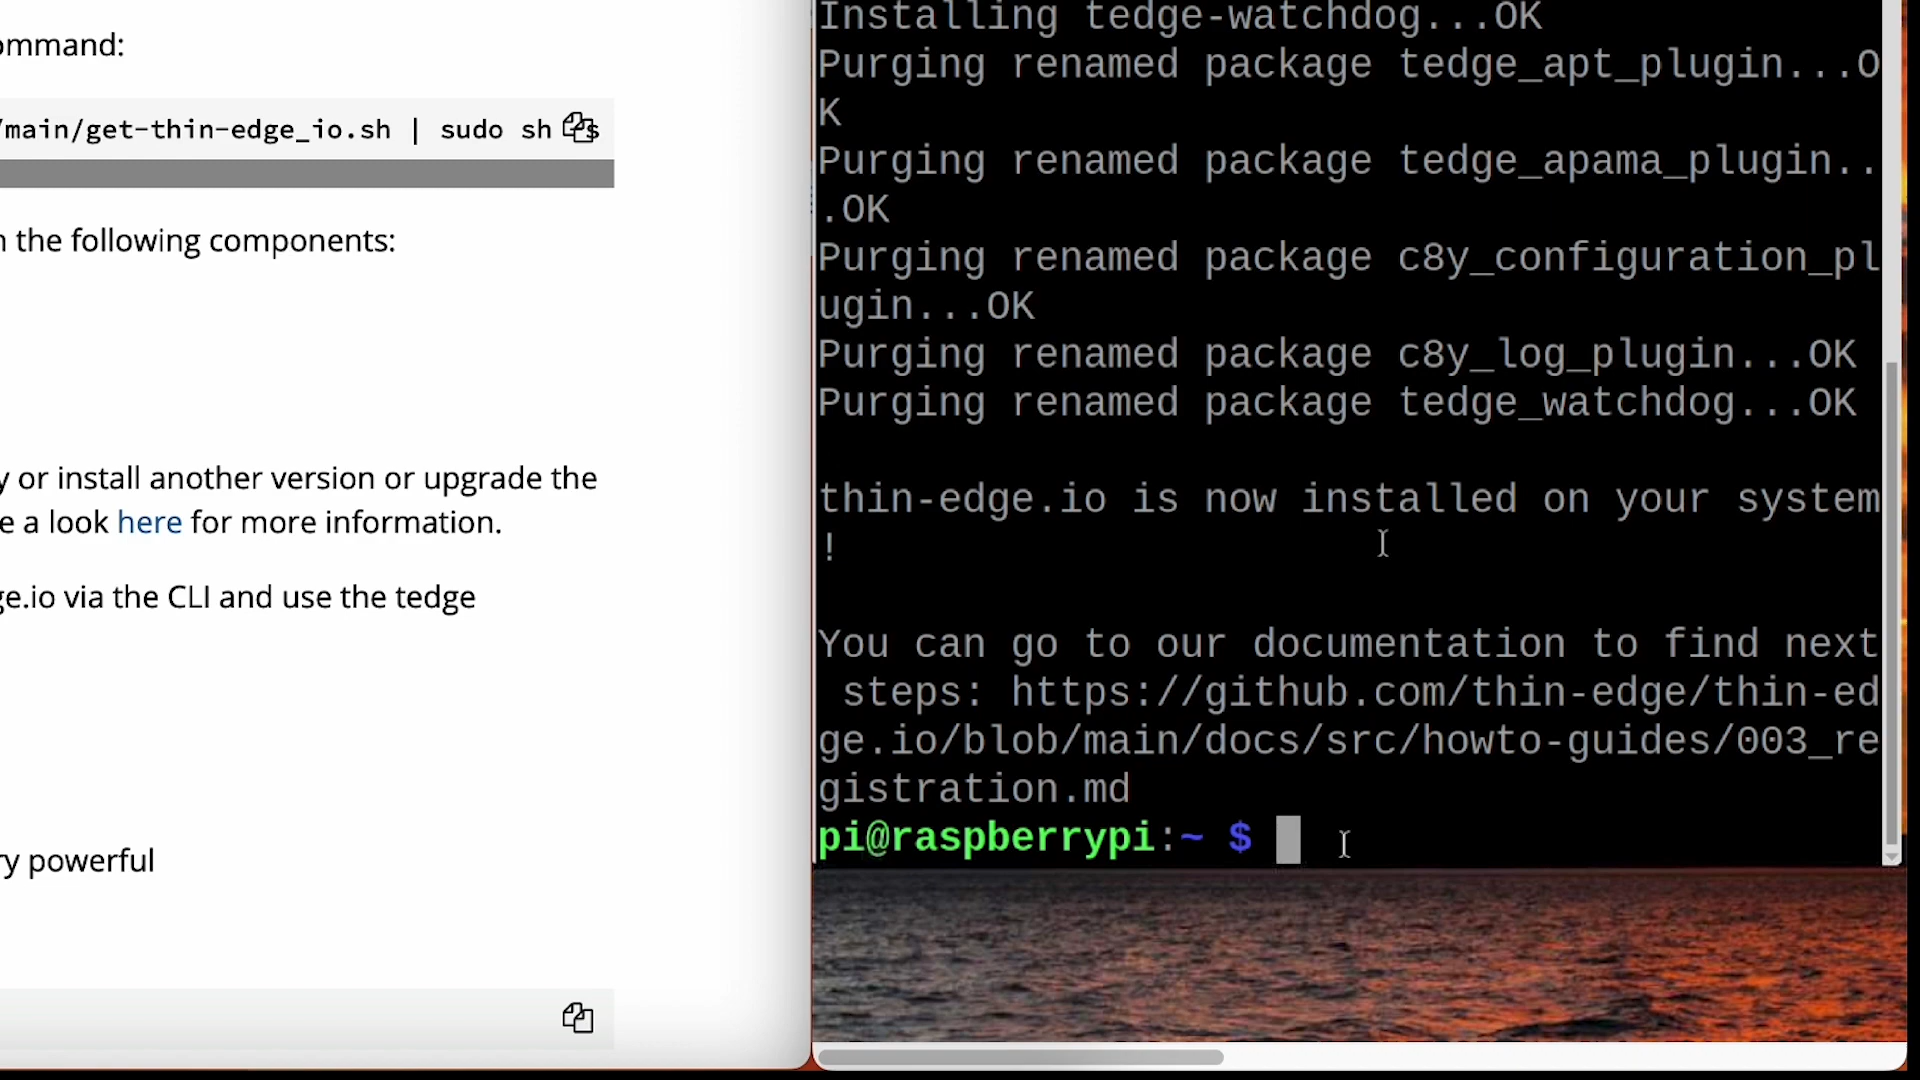 ommand:
/main/get-thin-edge_io.sh | sudo sh s
n the following components:
y or install another version or upgrade the
e a look here for more information.
ge.io via the CLI and use the tedge
ry powerful
Installing tedge-watchdog...OK
Purging renamed package tedge_apt_plugin...O
K
Purging renamed package tedge_apama_plugin..
.OK
Purging renamed package c8y_configuration_pl
ugin...OK
Purging renamed package c8y_log_plugin...OK
Purging renamed package tedge_watchdog...OK
thin-edge.io is now installed on your system
!
You can go to our documentation to find next
steps: https://github.com/thin-edge/thin-ed
ge.io/blob/main/docs/src/howto-guides/003_re
gistration.md
pi@raspberrypi:~ $